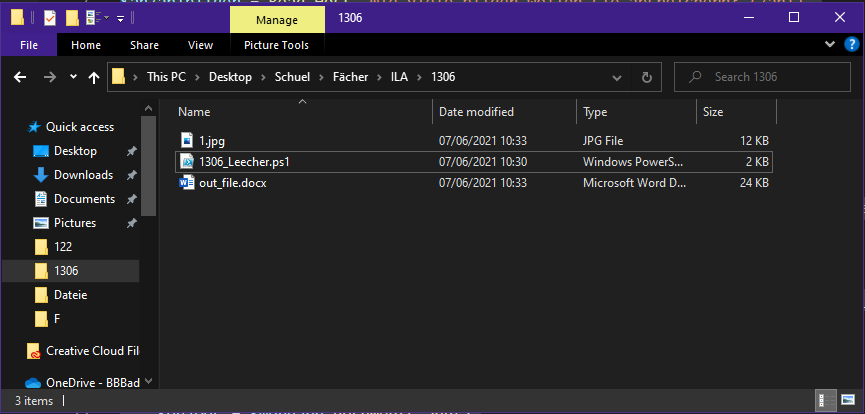 Manage
1306
File
Home
Share
View
Picture Tools
This PC > Desktop > Schuel > Fächer > ILA > 1306
Search 1306
Name
Date modified
Type
Size
Quick access
Desktop
Downloads
Documents
Pictures
122
1306
Dateie
F
Creative Cloud Fil
OneDrive - BBBad
1.jpg 07/06/2021 10:33 JPG File 12 KB
1306_Leecher.ps1 07/06/2021 10:30 Windows PowerS... 2 KB
out_file.docx 07/06/2021 10:33 Microsoft Word D... 24 KB
3 items